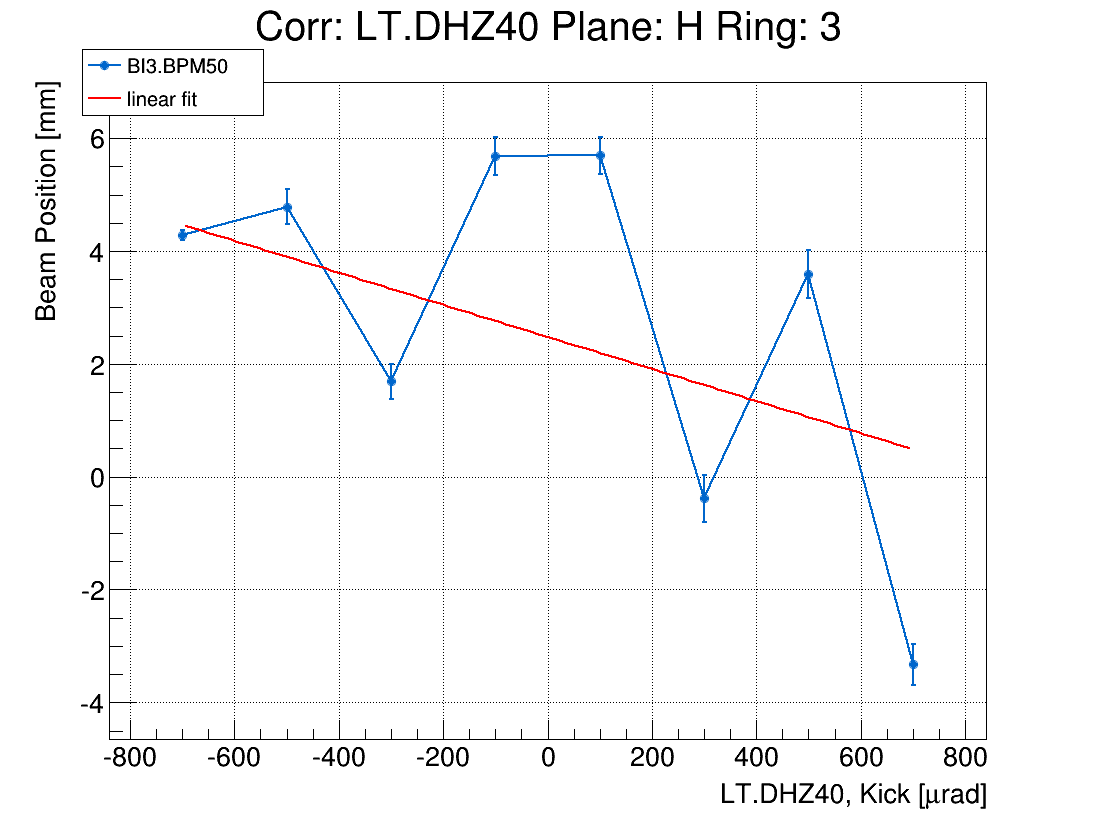 Corr: LT.DHZ40 Plane: H Ring: 3
BI3.BPM50
linear fit
Beam Position [mm]
6
4
2
0
-2
-4
-800 -600 -400 -200 0 200 400 600 800
LT.DHZ40, Kick [μrad]